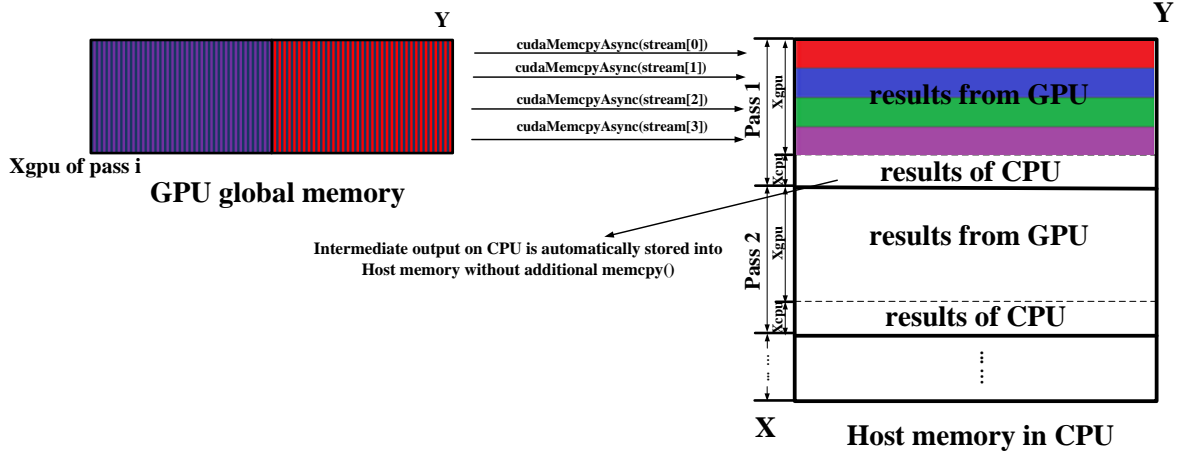 Y
cudaMemcpyAsync(stream[0])
cudaMemcpyAsync(stream[1])
cudaMemcpyAsync(stream[2])
cudaMemcpyAsync(stream[3])
Xgpu of pass i
GPU global memory
Intermediate output on CPU is automatically stored into
Host memory without additional memcpy()
Y
Pass 1
Xgpu
results from GPU
Xcpu
results of CPU
Pass 2
Xgpu
results from GPU
Xcpu
results of CPU
... ...
......
X
Host memory in CPU